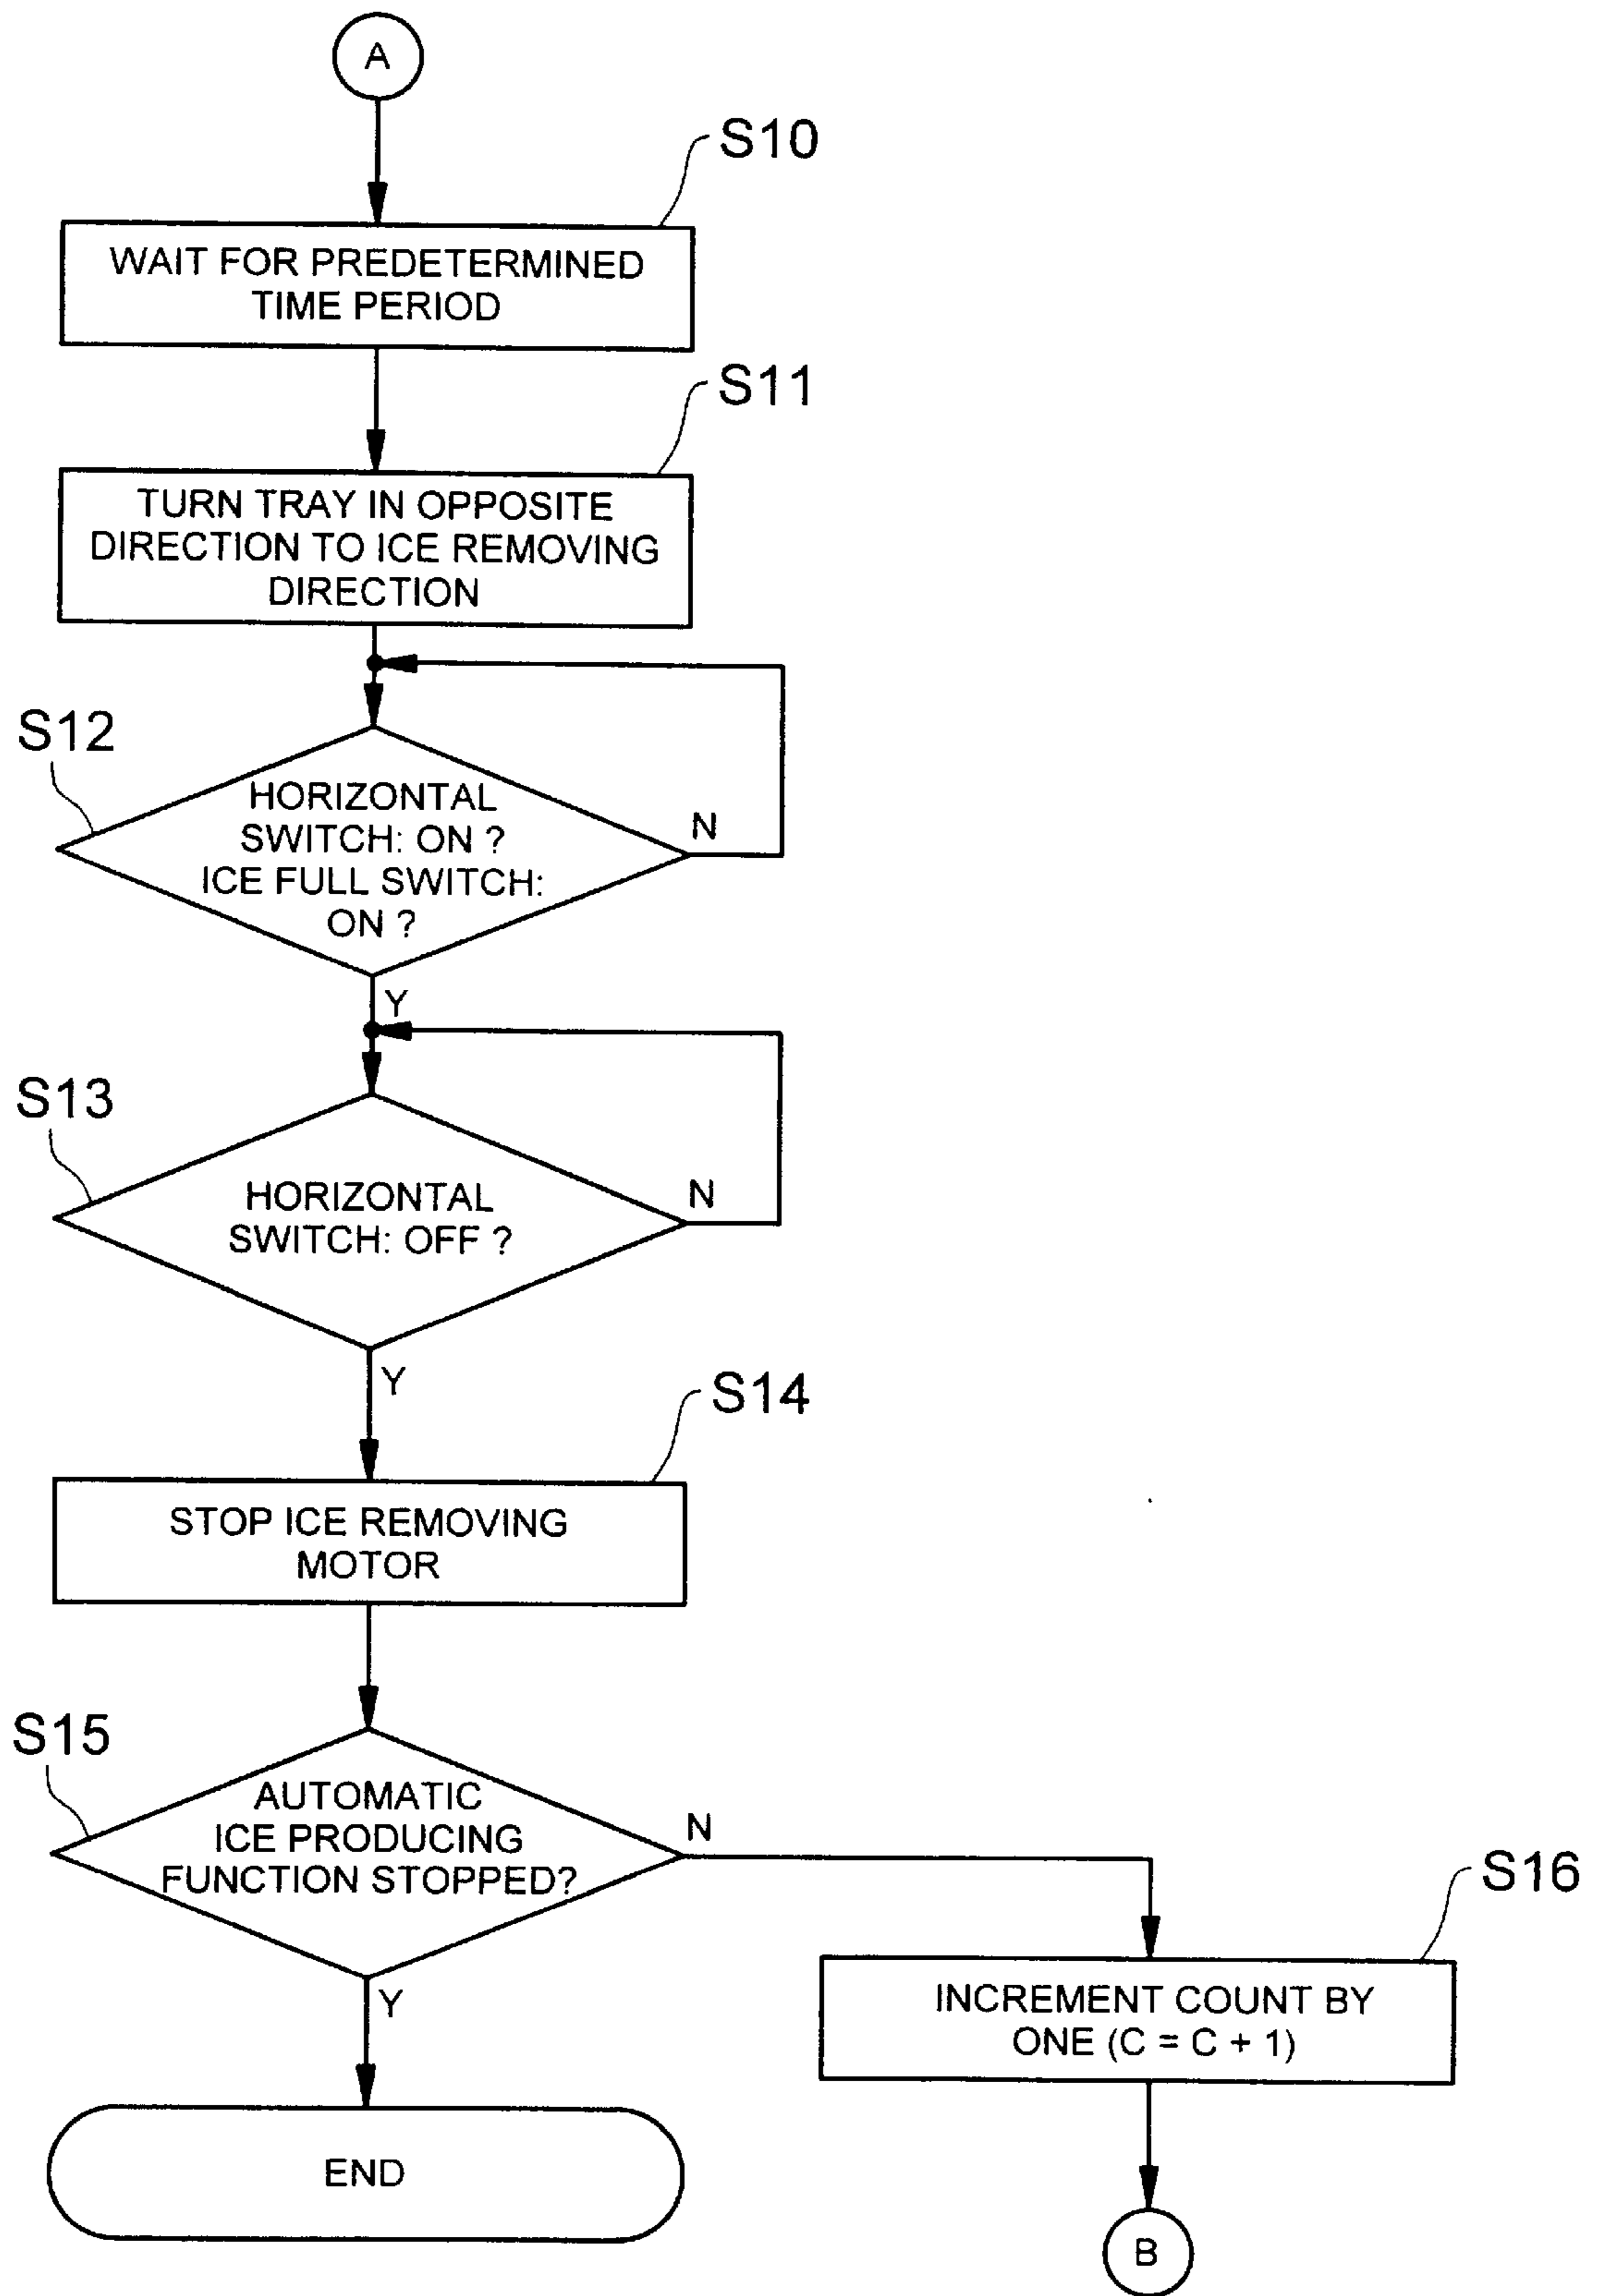 A
S10
WAIT FOR PREDETERMINED
TIME PERIOD
S11
TURN TRAY IN OPPOSITE
DIRECTION TO ICE REMOVING
DIRECTION
S12
HORIZONTAL
SWITCH: ON ?
ICE FULL SWITCH:
ON ?
N
Y
S13
HORIZONTAL
SWITCH: OFF ?
N
Y
S14
STOP ICE REMOVING
MOTOR
S15
AUTOMATIC
ICE PRODUCING
FUNCTION STOPPED?
N
Y
S16
INCREMENT COUNT BY
ONE (C = C + 1)
END
B